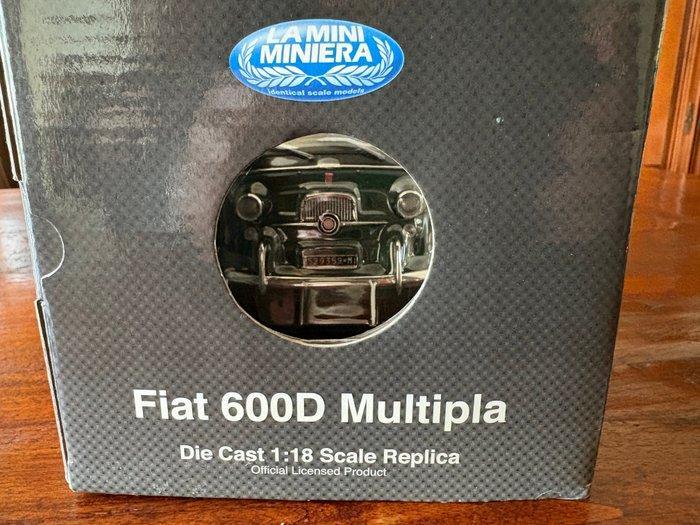 LA MINI
MINIERA
identical scale models
Fiat 600D Multipla
Die Cast 1:18 Scale Replica
Official Licensed Product